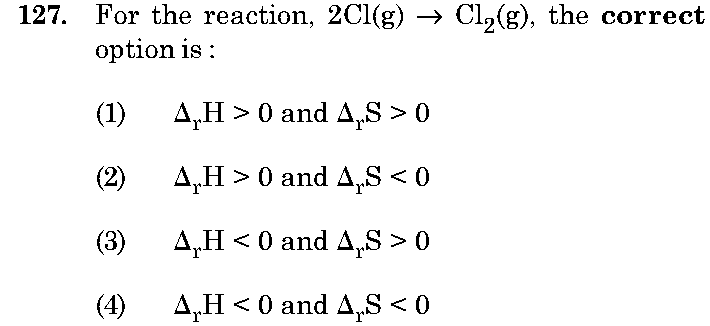 127. For the reaction, 2Cl(g) → Cl₂(g), the correct
option is :
(1) ΔᵣH > 0 and ΔᵣS > 0
(2) ΔᵣH > 0 and ΔᵣS < 0
(3) ΔᵣH < 0 and ΔᵣS > 0
(4) ΔᵣH < 0 and ΔᵣS < 0